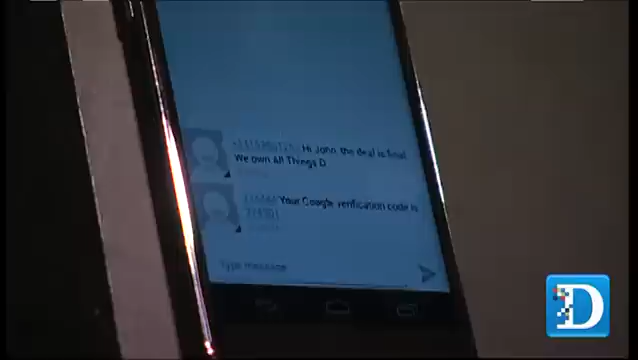 Hi John, the deal is final.
We own All Things D
Your Google verification code is
Type message
D